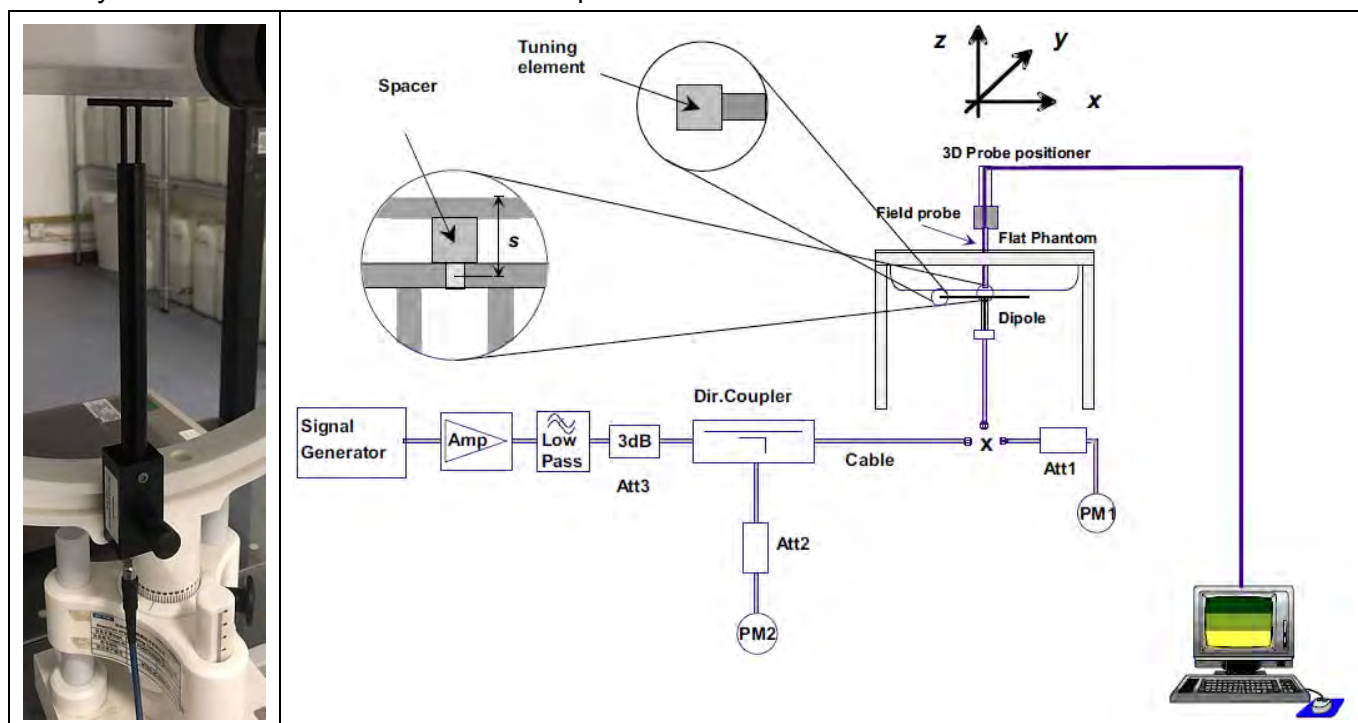 Tuning
element
Spacer
s
z
y
x
3D Probe positioner
Field probe
Flat Phantom
Dipole
Dir.Coupler
Signal
Generator
Amp
Low
Pass
3dB
Att3
Cable
x
Att1
PM1
Att2
PM2